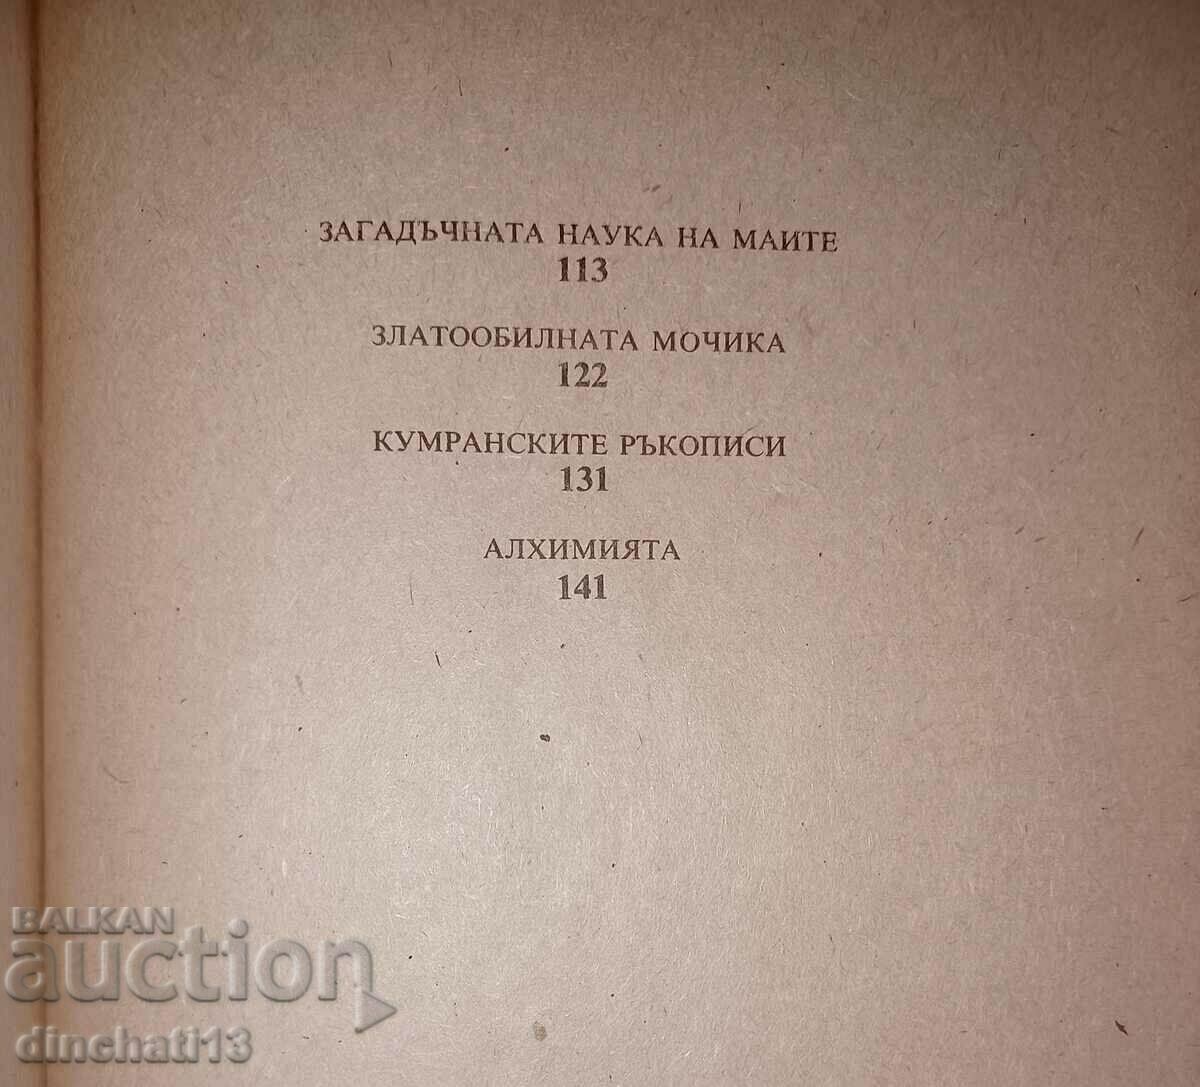 ЗАГАДЪЧНАТА НАУКА НА МАИТЕ
113
ЗЛАТООБИЛНАТА МОЧИКА
122
КУМРАНСКИТЕ РЪКОПИСИ
131
АЛХИМИЯТА
141
BALKAN
auction
dinchati13